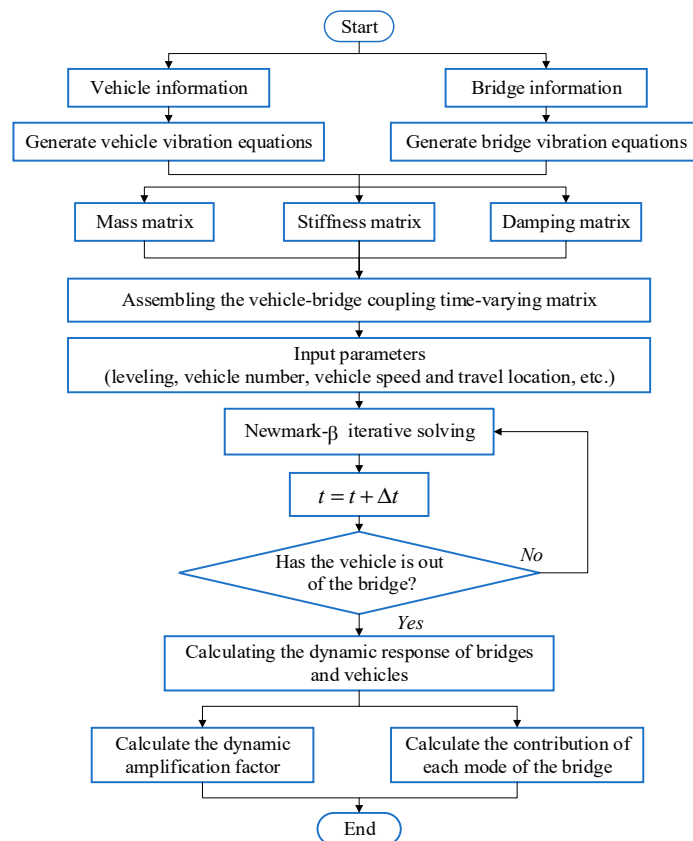 Start
Vehicle information
Bridge information
Generate vehicle vibration equations
Generate bridge vibration equations
Mass matrix
Stiffness matrix
Damping matrix
Assembling the vehicle-bridge coupling time-varying matrix
Input parameters
(leveling, vehicle number, vehicle speed and travel location, etc.)
Newmark-β iterative solving
t = t + Δt
Has the vehicle is out
of the bridge?
No
Yes
Calculating the dynamic response of bridges
and vehicles
Calculate the dynamic
amplification factor
Calculate the contribution of
each mode of the bridge
End